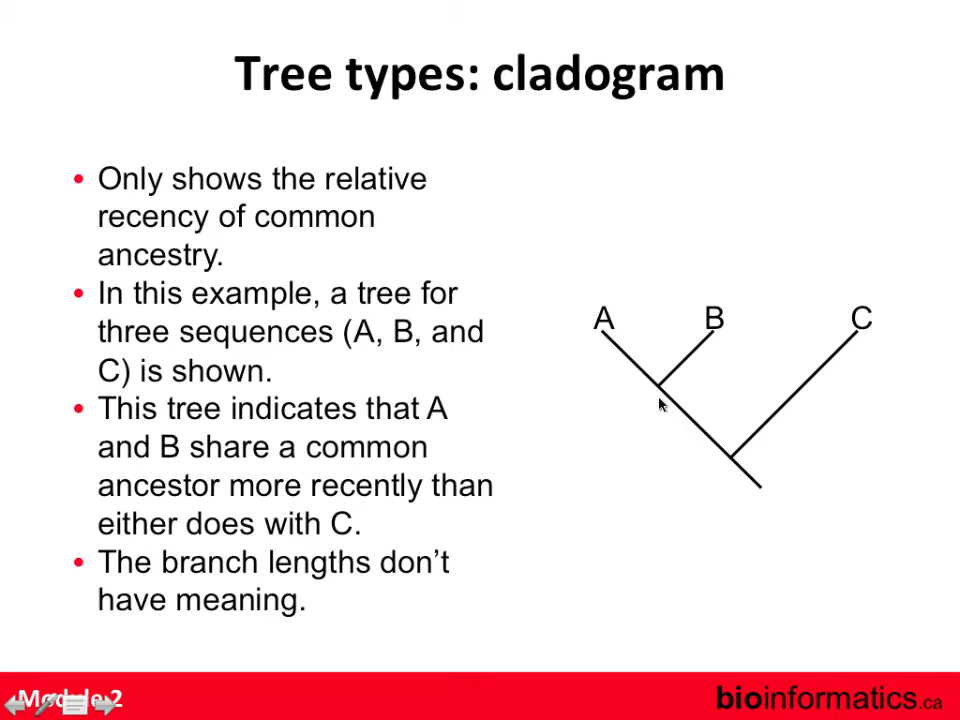 Tree types: cladogram
• Only shows the relative
recency of common
ancestry.
• In this example, a tree for
three sequences (A, B, and
C) is shown.
• This tree indicates that A
and B share a common
ancestor more recently than
either does with C.
• The branch lengths don’t
have meaning.
A B C
Module 2
bioinformatics.ca